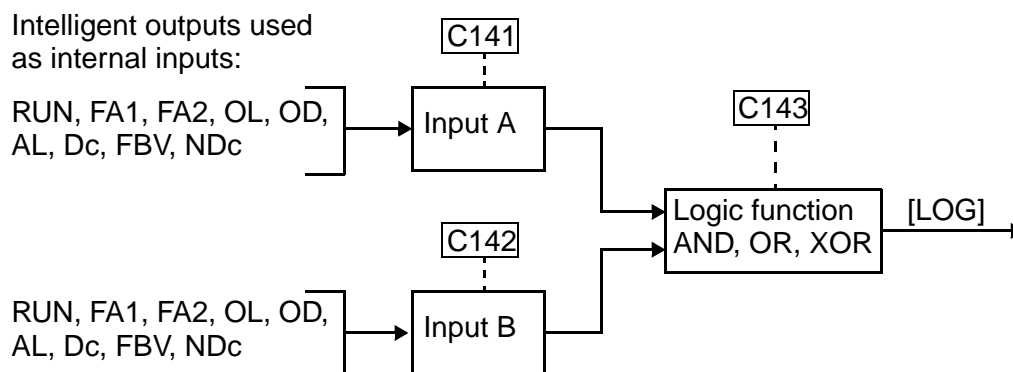 Intelligent outputs used
as internal inputs:
C141
RUN, FA1, FA2, OL, OD,
AL, Dc, FBV, NDc
Input A
C143
Logic function
AND, OR, XOR
[LOG]
C142
RUN, FA1, FA2, OL, OD,
AL, Dc, FBV, NDc
Input B